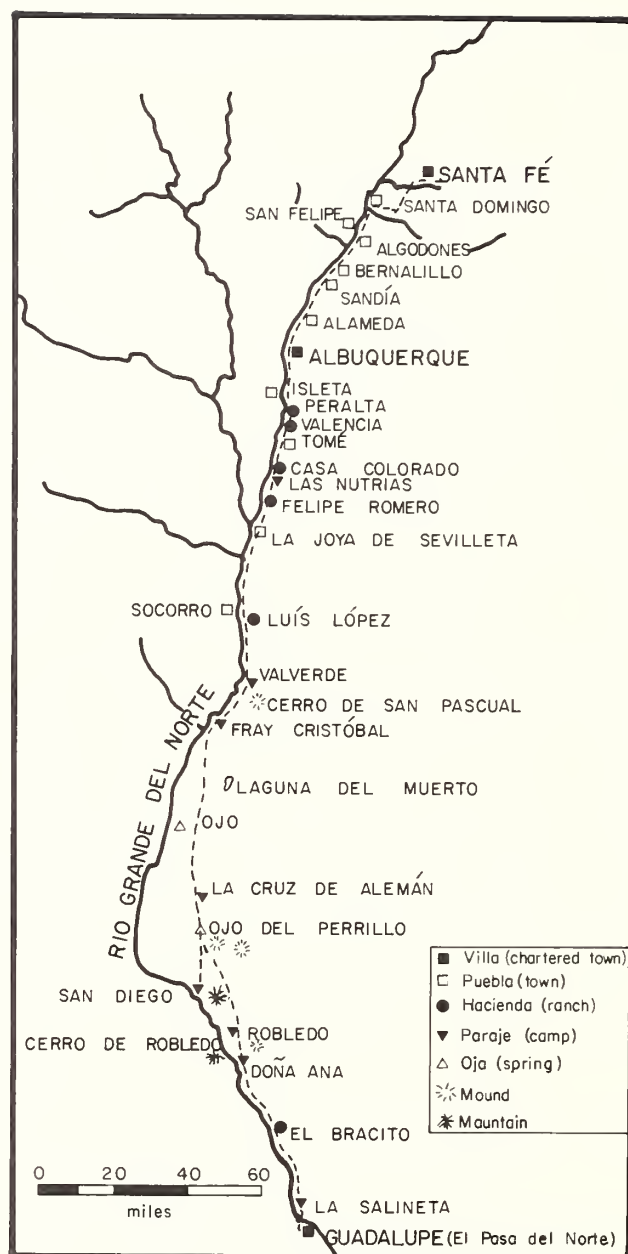 SANTA FÉ
SANTA DOMINGO
SAN FELIPE
ALGODONES
BERNALILLO
SANDÍA
ALAMEDA
ALBUQUERQUE
ISLETA
PERALTA
VALENCIA
TOMÉ
CASA COLORADO
LAS NUTRIAS
FELIPE ROMERO
LA JOYA DE SEVILLETA
SOCORRO
LUÍS LÓPEZ
VALVERDE
CERRO DE SAN PASCUAL
FRAY CRISTÓBAL
RIO GRANDE DEL NORTE
LAGUNA DEL MUERTO
OJO
LA CRUZ DE ALEMÁN
OJO DEL PERRILLO
SAN DIEGO
ROBLEDO
CERRO DE ROBLEDO
DOÑA ANA
EL BRACITO
LA SALINETA
GUADALUPE (El Pasa del Norte)
Villa (chartered town)
Puebla (town)
Hacienda (ranch)
Paraje (camp)
Oja (spring)
Mound
Mauntain
0 20 40 60
miles